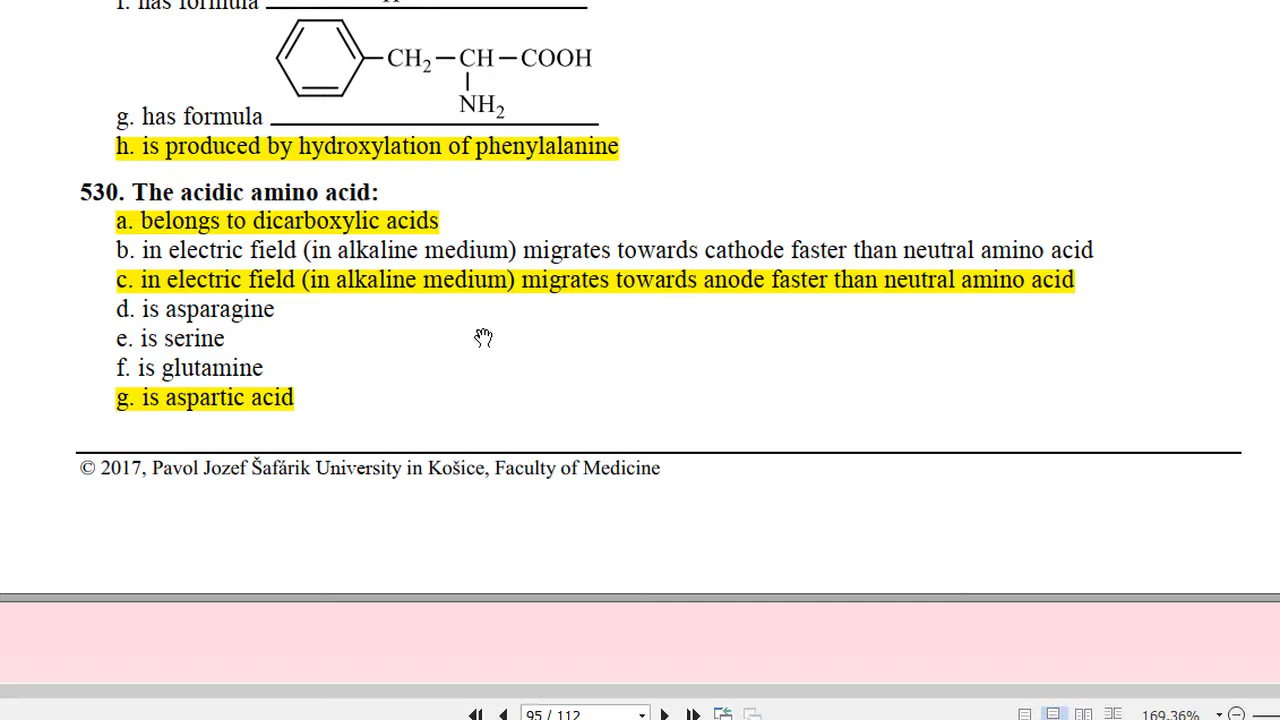 f. has formula
CH2—CH—COOH
NH2
g. has formula
h. is produced by hydroxylation of phenylalanine
530. The acidic amino acid:
a. belongs to dicarboxylic acids
b. in electric field (in alkaline medium) migrates towards cathode faster than neutral amino acid
c. in electric field (in alkaline medium) migrates towards anode faster than neutral amino acid
d. is asparagine
e. is serine
f. is glutamine
g. is aspartic acid
© 2017, Pavol Jozef Šafárik University in Košice, Faculty of Medicine
95 / 112
169.36%